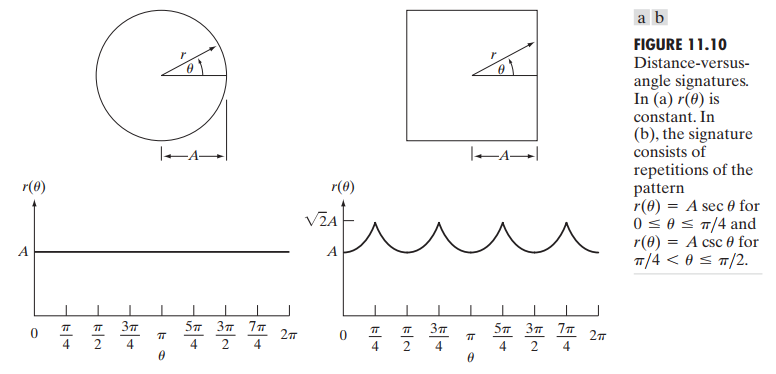 r
θ
A
r(θ)
A
0 π/4 π/2 3π/4 π 5π/4 3π/2 7π/4 2π
θ
r
θ
A
r(θ)
√2A
A
0 π/4 π/2 3π/4 π 5π/4 3π/2 7π/4 2π
θ
a b
FIGURE 11.10
Distance-versus-
angle signatures.
In (a) r(θ) is
constant. In
(b), the signature
consists of
repetitions of the
pattern
r(θ) = A sec θ for
0 ≤ θ ≤ π/4 and
r(θ) = A csc θ for
π/4 < θ ≤ π/2.